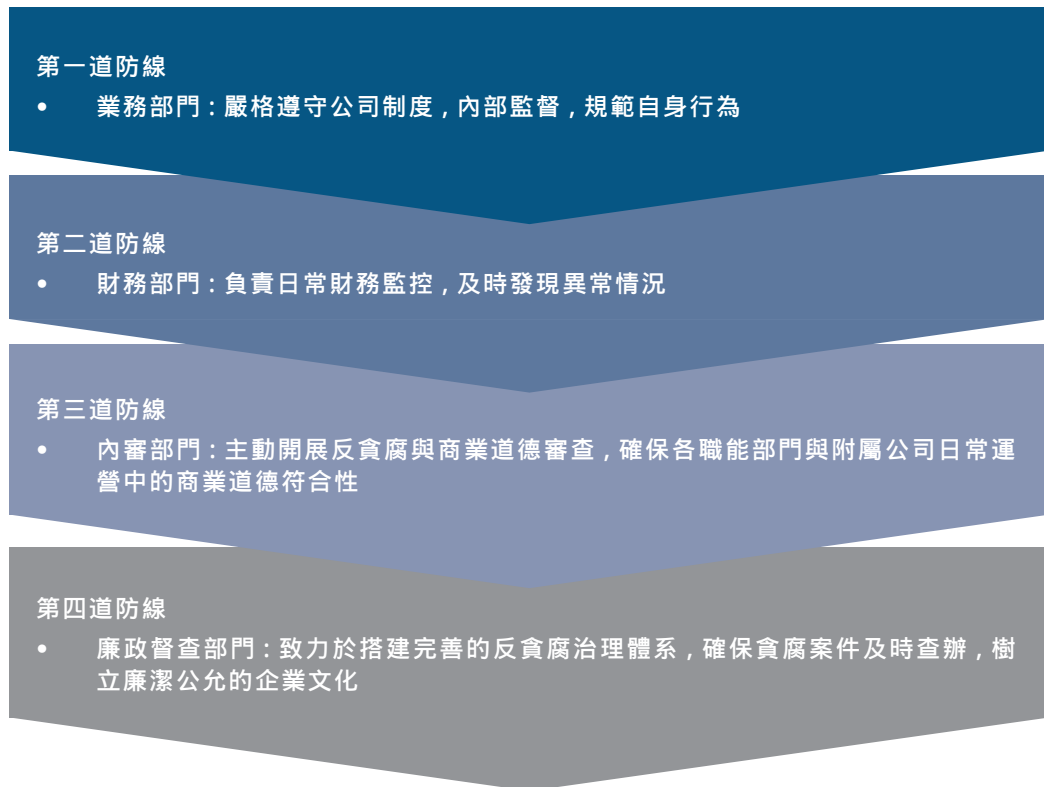 第一道防線
• 業務部門：嚴格遵守公司制度，內部監督，規範自身行為
第二道防線
• 財務部門：負責日常財務監控，及時發現異常情況
第三道防線
• 內審部門：主動開展反貪腐與商業道德審查，確保各職能部門與附屬公司日常運
營中的商業道德符合性
第四道防線
• 廉政督查部門：致力於搭建完善的反貪腐治理體系，確保貪腐案件及時查辦，樹
立廉潔公允的企業文化